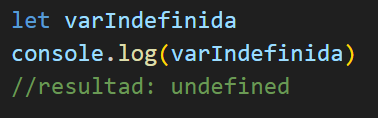 let varIndefinida
console.log(varIndefinida)
//resultad: undefined